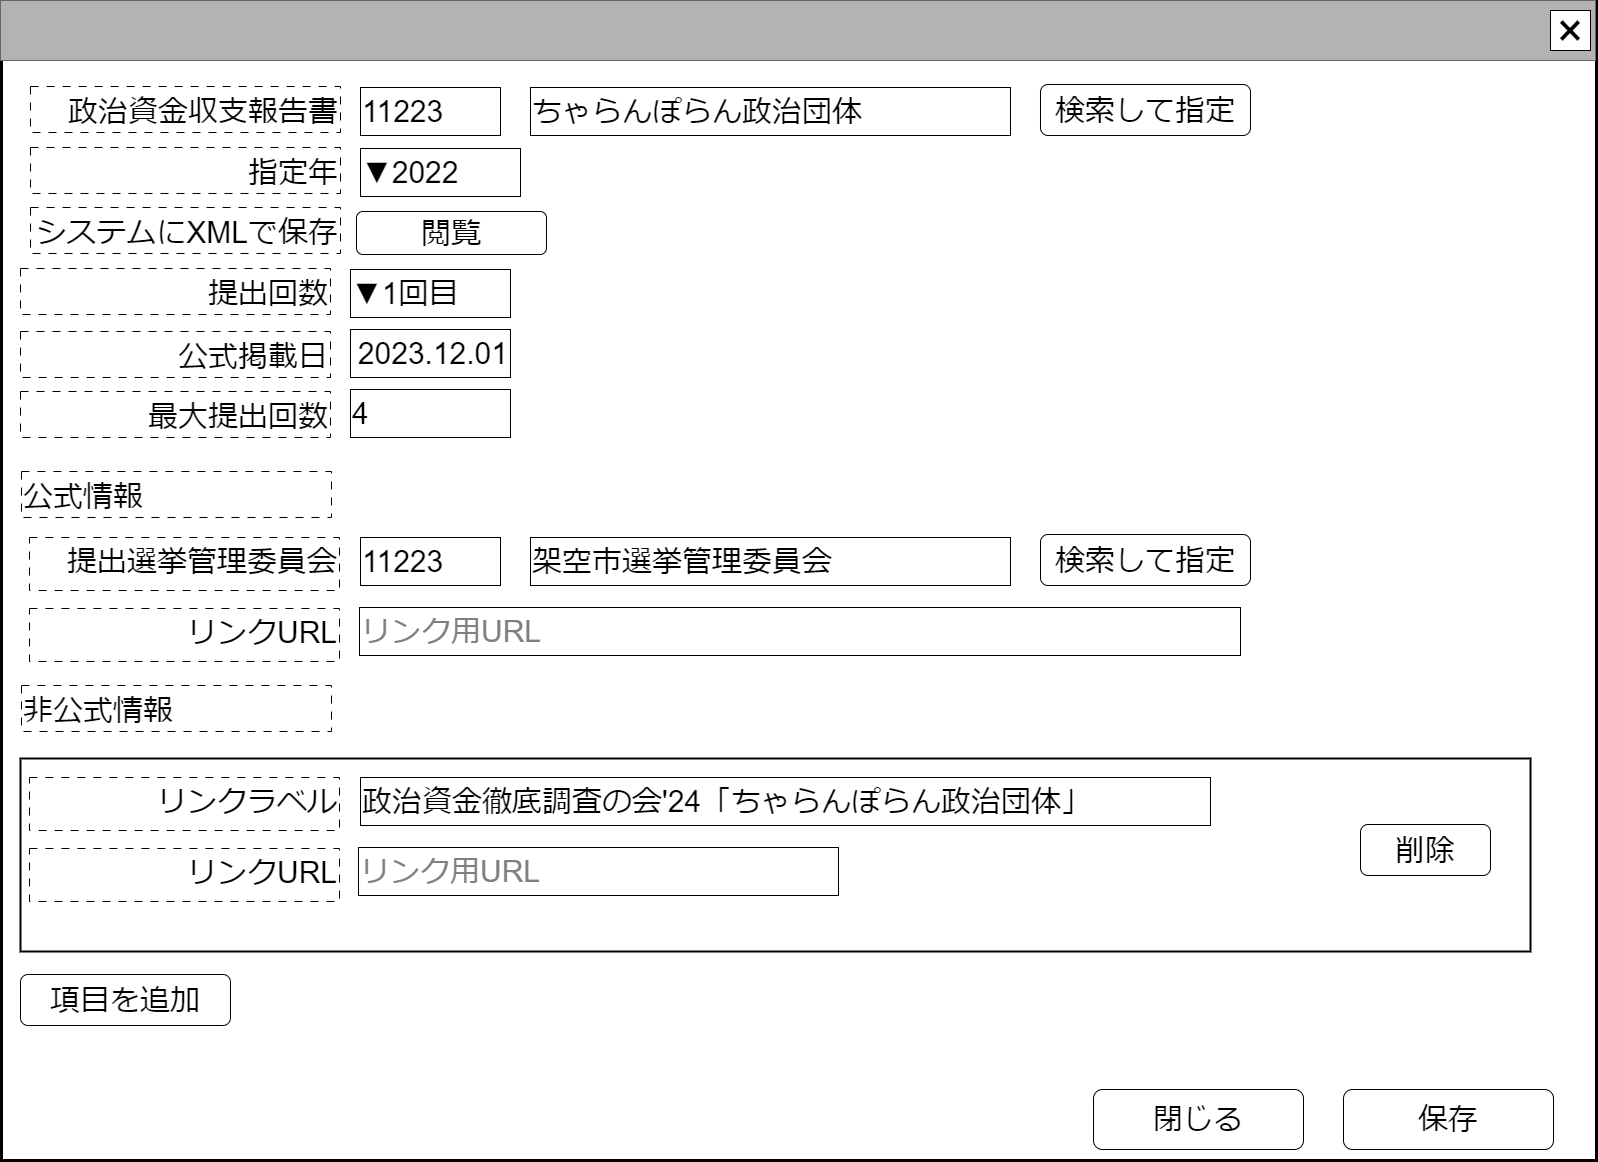 政治資金収支報告書 11223 ちゃらんぽらん政治団体 検索して指定
指定年 ▼2022
システムにXMLで保存 閲覧
提出回数 ▼1回目
公式掲載日 2023.12.01
最大提出回数 4
公式情報
提出選挙管理委員会 11223 架空市選挙管理委員会 検索して指定
リンクURL リンク用URL
非公式情報
リンクラベル 政治資金徹底調査の会'24「ちゃらんぽらん政治団体」
削除
リンクURL リンク用URL
項目を追加
閉じる 保存